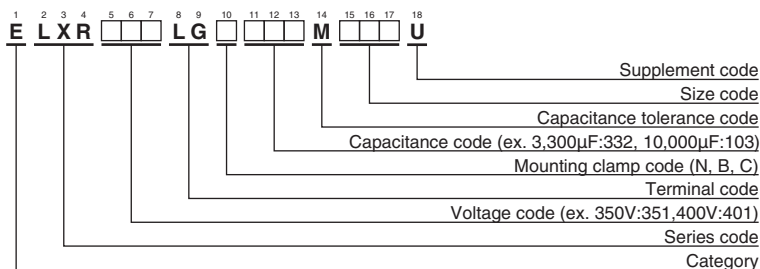 1 2 3 4 5 6 7 8 9 10 11 12 13 14 15 16 17 18
E L X R □□□ L G □ □□□ M □□□ U
Supplement code
Size code
Capacitance tolerance code
Capacitance code (ex. 3,300µF:332, 10,000µF:103)
Mounting clamp code (N, B, C)
Terminal code
Voltage code (ex. 350V:351,400V:401)
Series code
Category